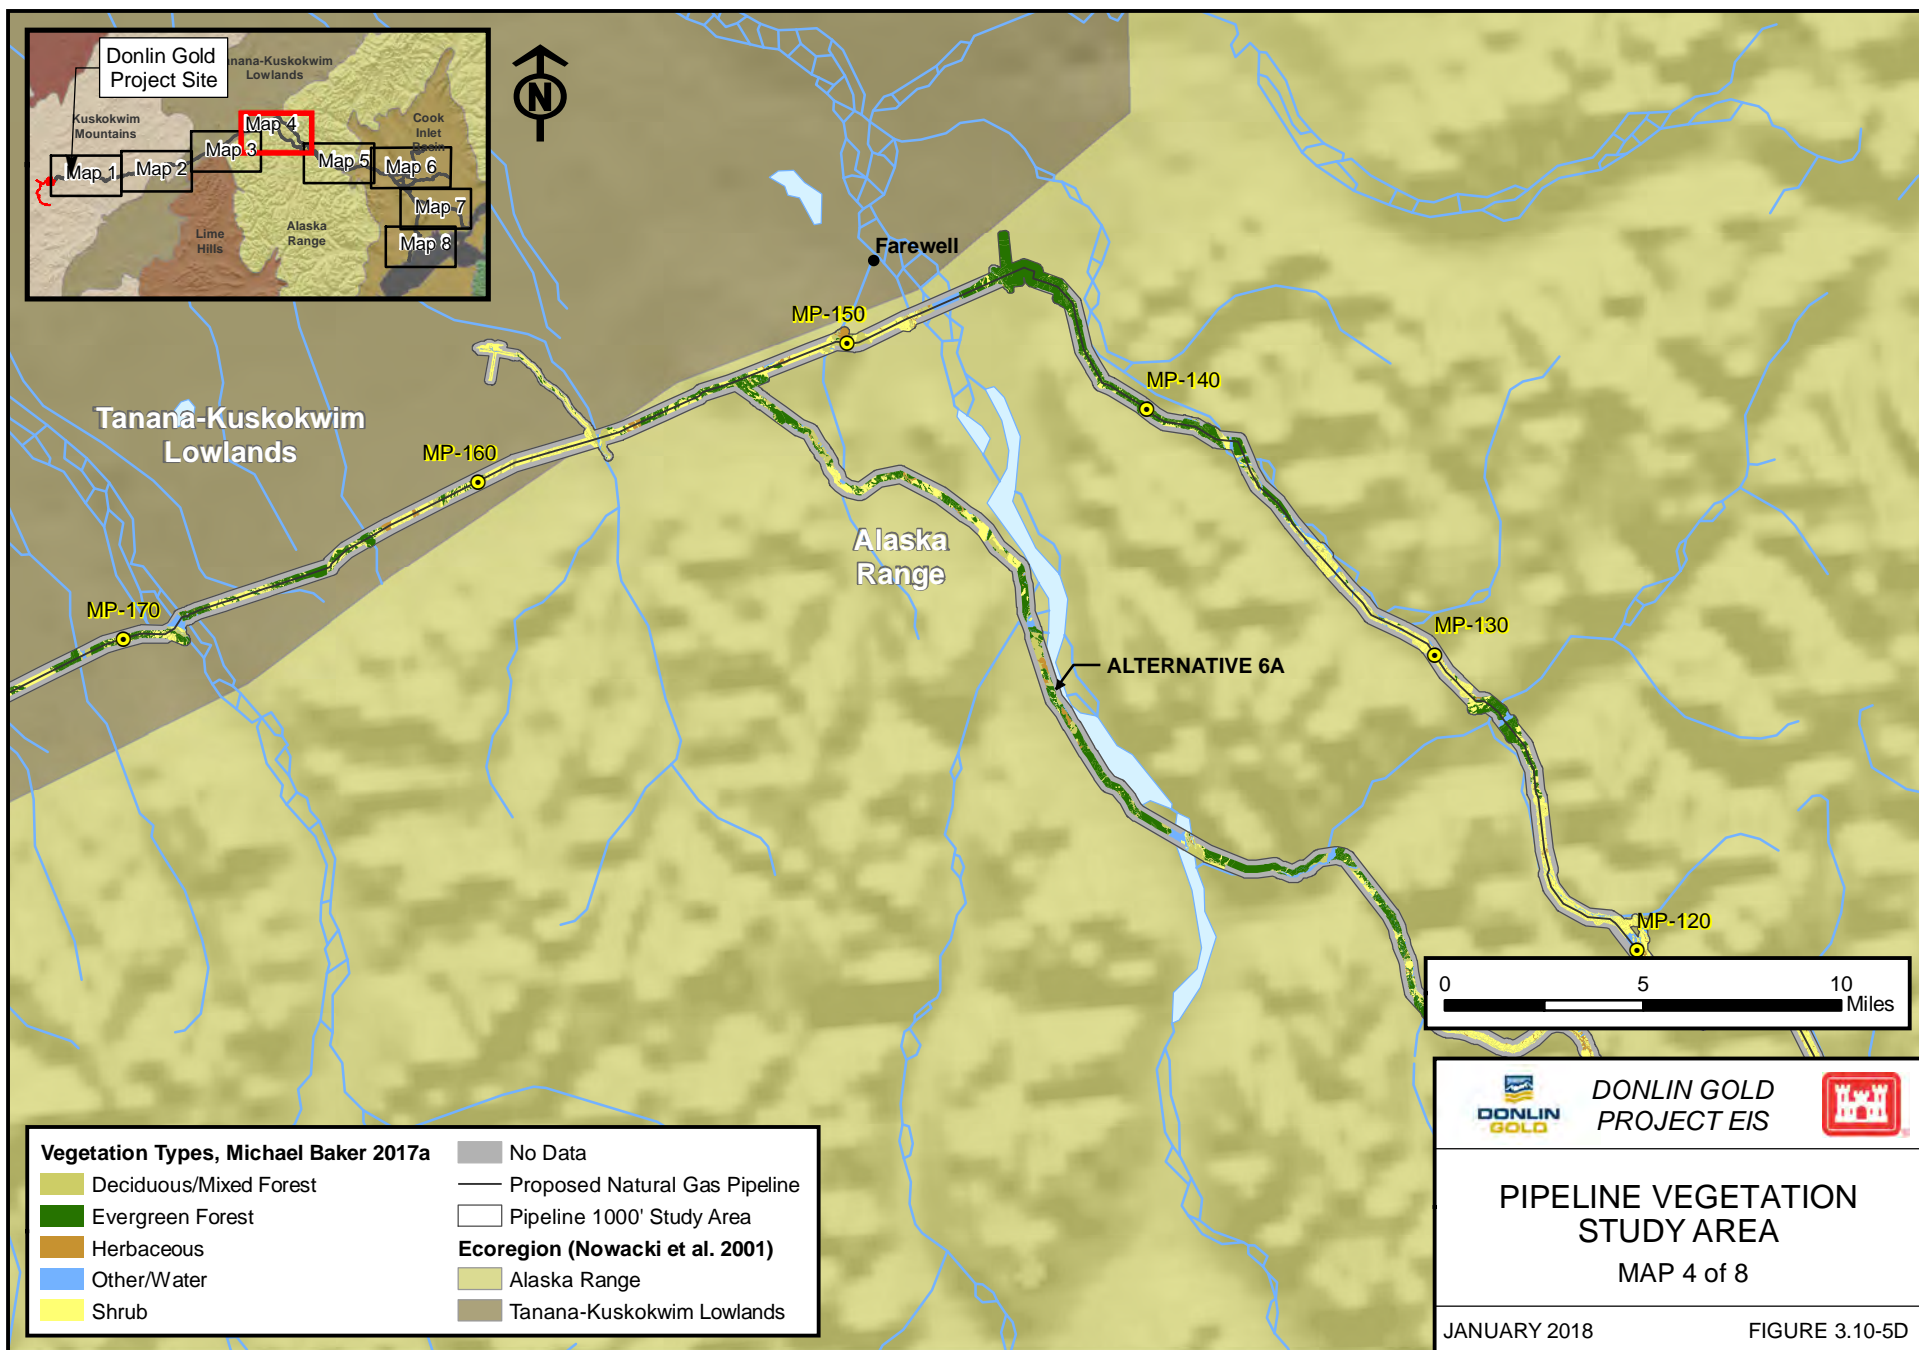 Donlin Gold
Project Site
nana-Kuskokwim
Lowlands
Kuskokwim
Mountains
Cook
Inlet
Basin
Map 4
Map 3
Map 5
Map 6
Map 1
Map 2
Map 7
Map 8
Lime
Hills
Alaska
Range
N
Farewell
MP-150
MP-140
Tanana-Kuskokwim
Lowlands
MP-160
Alaska
Range
MP-170
MP-130
ALTERNATIVE 6A
MP-120
0 5 10
Miles
Vegetation Types, Michael Baker 2017a
Deciduous/Mixed Forest
Evergreen Forest
Herbaceous
Other/Water
Shrub
No Data
Proposed Natural Gas Pipeline
Pipeline 1000' Study Area
Ecoregion (Nowacki et al. 2001)
Alaska Range
Tanana-Kuskokwim Lowlands
DONLIN
GOLD
DONLIN GOLD
PROJECT EIS
PIPELINE VEGETATION
STUDY AREA
MAP 4 of 8
JANUARY 2018 FIGURE 3.10-5D